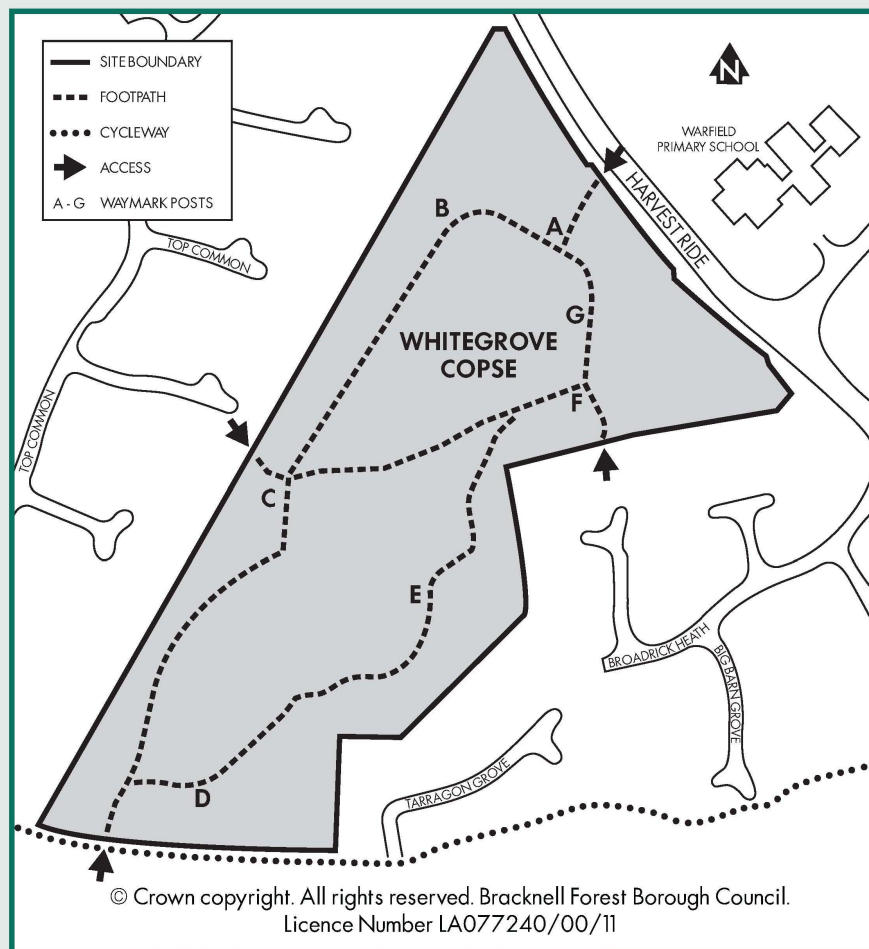 SITE BOUNDARY
FOOTPATH
CYCLEWAY
ACCESS
A - G WAYMARK POSTS
N
WARFIELD
PRIMARY SCHOOL
HARVEST RIDE
TOP COMMON
TOP COMMON
B
A
G
WHITEGROVE
COPSE
F
C
E
D
BROADRICK HEATH
BIG BARN GROVE
TARRAGON GROVE
© Crown copyright. All rights reserved. Bracknell Forest Borough Council.
Licence Number LA077240/00/11